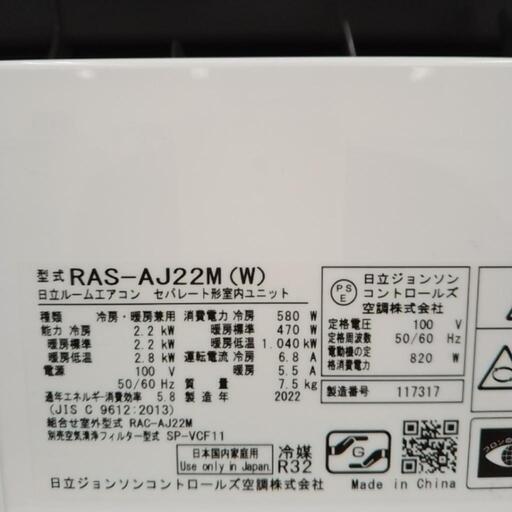 型式 RAS-AJ22M(W)
日立ルームエアコン セパレート形室内ユニット
種類 冷房・暖房兼用 消費電力 冷房 580 W
能力 冷房 2.2 kW 暖房標準 470 W
暖房標準 2.2 kW 暖房低温 1.040 kW
暖房低温 2.8 kW 運転電流 冷房 6.8 A
電源 100 V 暖房 5.5 A
50/60 Hz 質量 7.5 kg
通年エネルギー消費効率 5.8 製造年 2022
(JIS C 9612:2013)
組合せ室外型式 RAC-AJ22M
別売空気清浄フィルター型式 SP-VCF11
日本国内家庭用
Use only in Japan.
冷媒
R32
G
日立ジョンソンコントロールズ空調株式会社
Made in China
PS
E
日立ジョンソン
コントロールズ
空調株式会社
定格電圧 100 V
定格周波数 50/60 Hz
電動機の定
格消費電力 820 W
製造番号 117317
フロンの